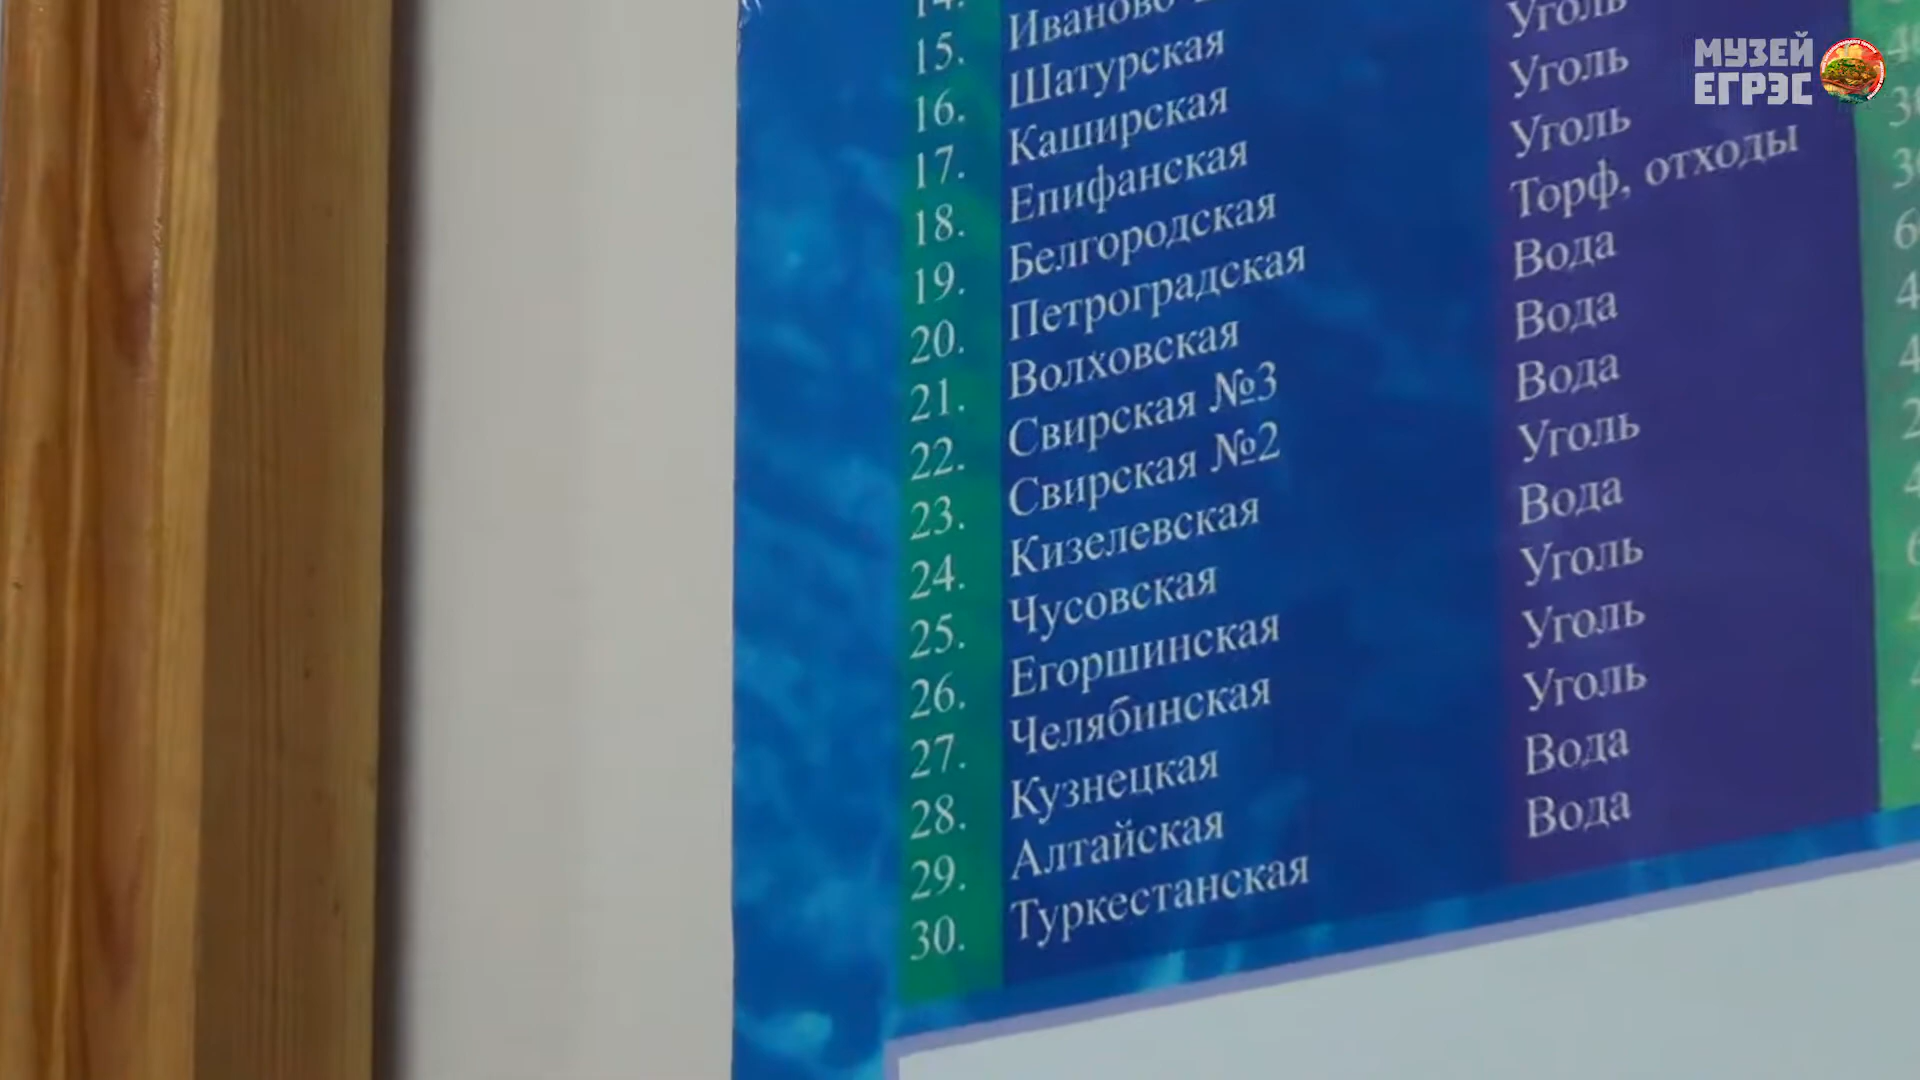 МУЗЕЙ
ЕГРЭС
14.
15. Иваново-
16. Шатурская
17. Каширская Уголь
18. Епифанская Уголь
19. Белгородская Уголь
20. Петроградская Торф, отходы
21. Волховская Вода
22. Свирская №3 Вода
23. Свирская №2 Вода
24. Кизелевская Уголь
25. Чусовская Вода
26. Егоршинская Уголь
27. Челябинская Уголь
28. Кузнецкая Уголь
29. Алтайская Вода
30. Туркестанская Вода